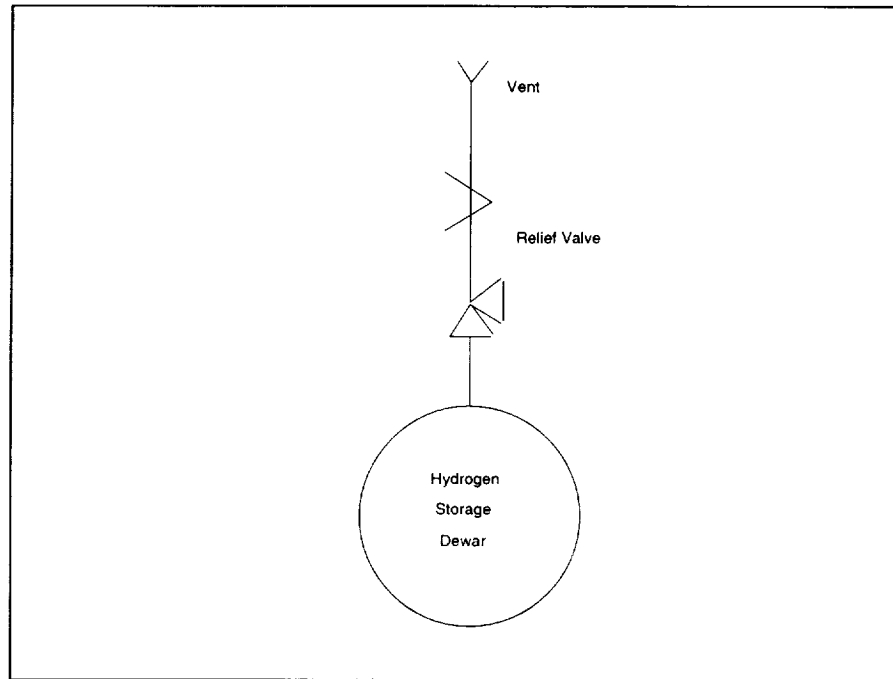 Vent
Relief Valve
Hydrogen
Storage
Dewar